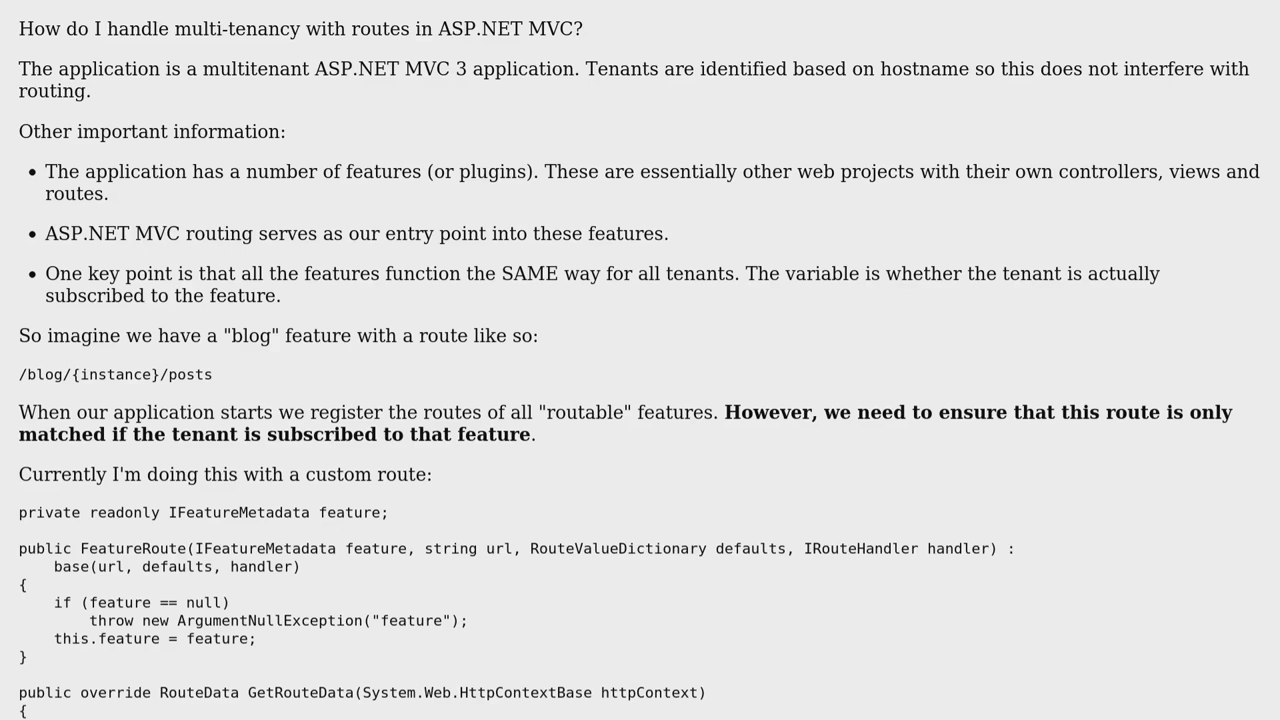 How do I handle multi-tenancy with routes in ASP.NET MVC?
The application is a multitenant ASP.NET MVC 3 application. Tenants are identified based on hostname so this does not interfere with
routing.
Other important information:
• The application has a number of features (or plugins). These are essentially other web projects with their own controllers, views and
routes.
• ASP.NET MVC routing serves as our entry point into these features.
• One key point is that all the features function the SAME way for all tenants. The variable is whether the tenant is actually
subscribed to the feature.
So imagine we have a "blog" feature with a route like so:
/blog/{instance}/posts
When our application starts we register the routes of all "routable" features. However, we need to ensure that this route is only
matched if the tenant is subscribed to that feature.
Currently I'm doing this with a custom route:
private readonly IFeatureMetadata feature;
public FeatureRoute(IFeatureMetadata feature, string url, RouteValueDictionary defaults, IRouteHandler handler) :
    base(url, defaults, handler)
{
    if (feature == null)
        throw new ArgumentNullException("feature");
    this.feature = feature;
}
public override RouteData GetRouteData(System.Web.HttpContextBase httpContext)
{